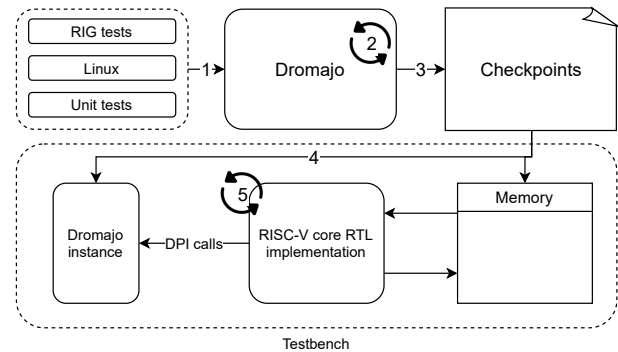 RIG tests
Linux
Unit tests
1
Dromajo
2
3
Checkpoints
4
Dromajo
instance
DPI calls
5
RISC-V core RTL
implementation
Memory
Testbench